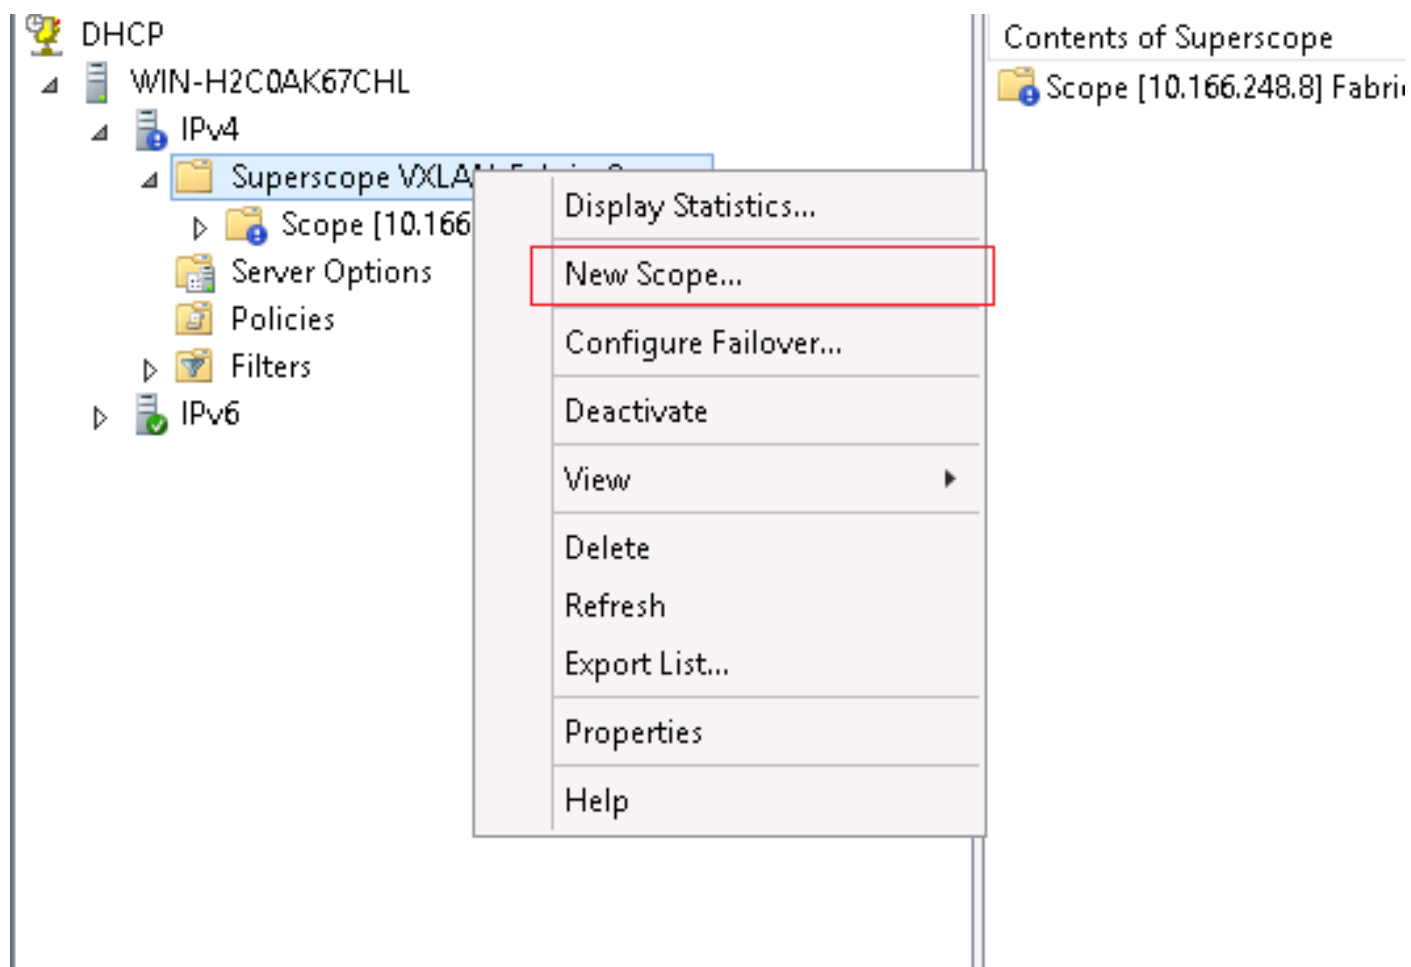 DHCP
WIN-H2C0AK67CHL
IPv4
Superscope VXLA
Scope [10.166
Server Options
Policies
Filters
IPv6
Display Statistics...
New Scope...
Configure Failover...
Deactivate
View
Delete
Refresh
Export List...
Properties
Help
Contents of Superscope
Scope [10.166.248.8] Fabri